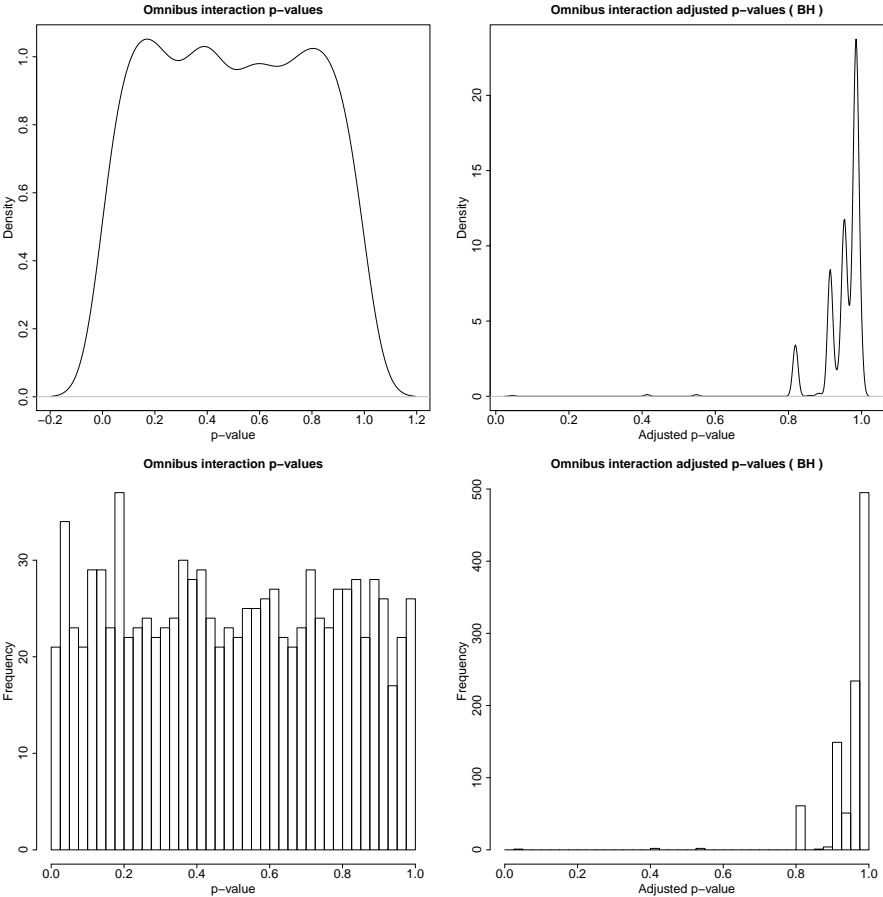 Omnibus interaction p−values
Density
0.0 0.2 0.4 0.6 0.8 1.0
−0.2 0.0 0.2 0.4 0.6 0.8 1.0 1.2
p−value
Omnibus interaction adjusted p−values ( BH )
Density
0 5 10 15 20
0.0 0.2 0.4 0.6 0.8 1.0
Adjusted p−value
Omnibus interaction p−values
Frequency
0 10 20 30
0.0 0.2 0.4 0.6 0.8 1.0
p−value
Omnibus interaction adjusted p−values ( BH )
Frequency
0 100 200 300 400 500
0.0 0.2 0.4 0.6 0.8 1.0
Adjusted p−value